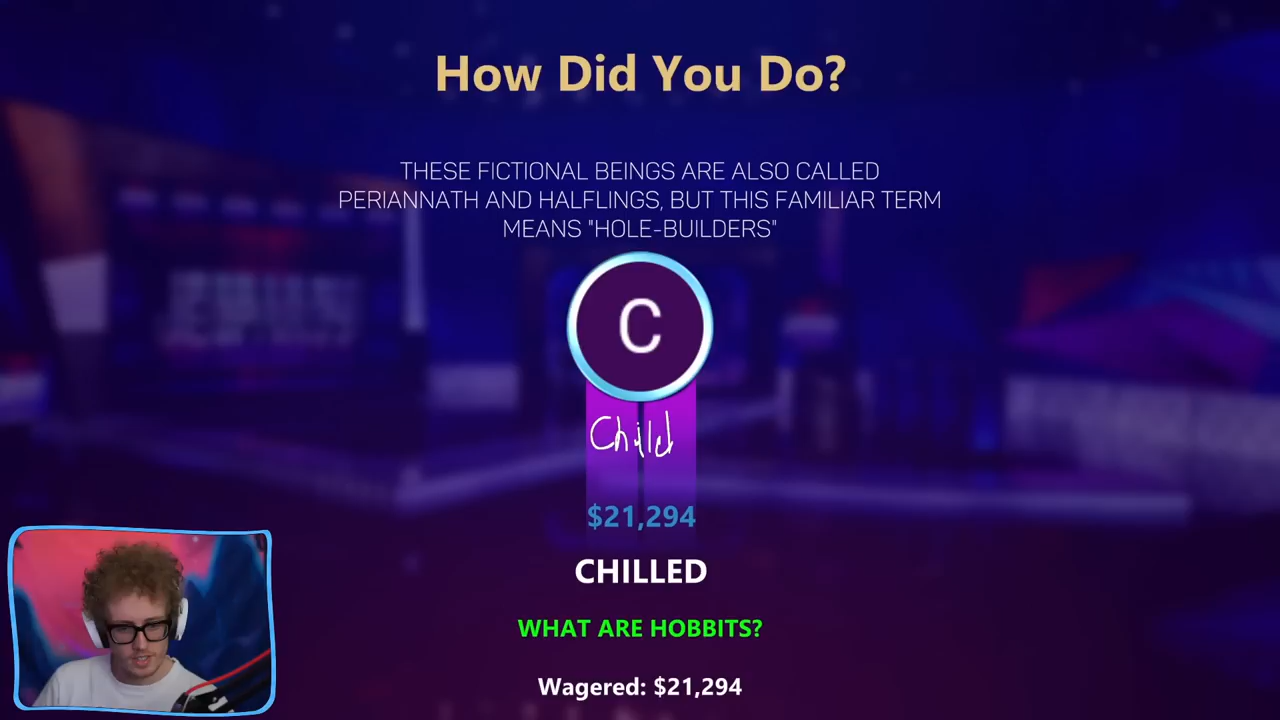 How Did You Do?
THESE FICTIONAL BEINGS ARE ALSO CALLED
PERIANNATH AND HALFLINGS, BUT THIS FAMILIAR TERM
MEANS "HOLE-BUILDERS"
C
Child
$21,294
CHILLED
WHAT ARE HOBBITS?
Wagered: $21,294